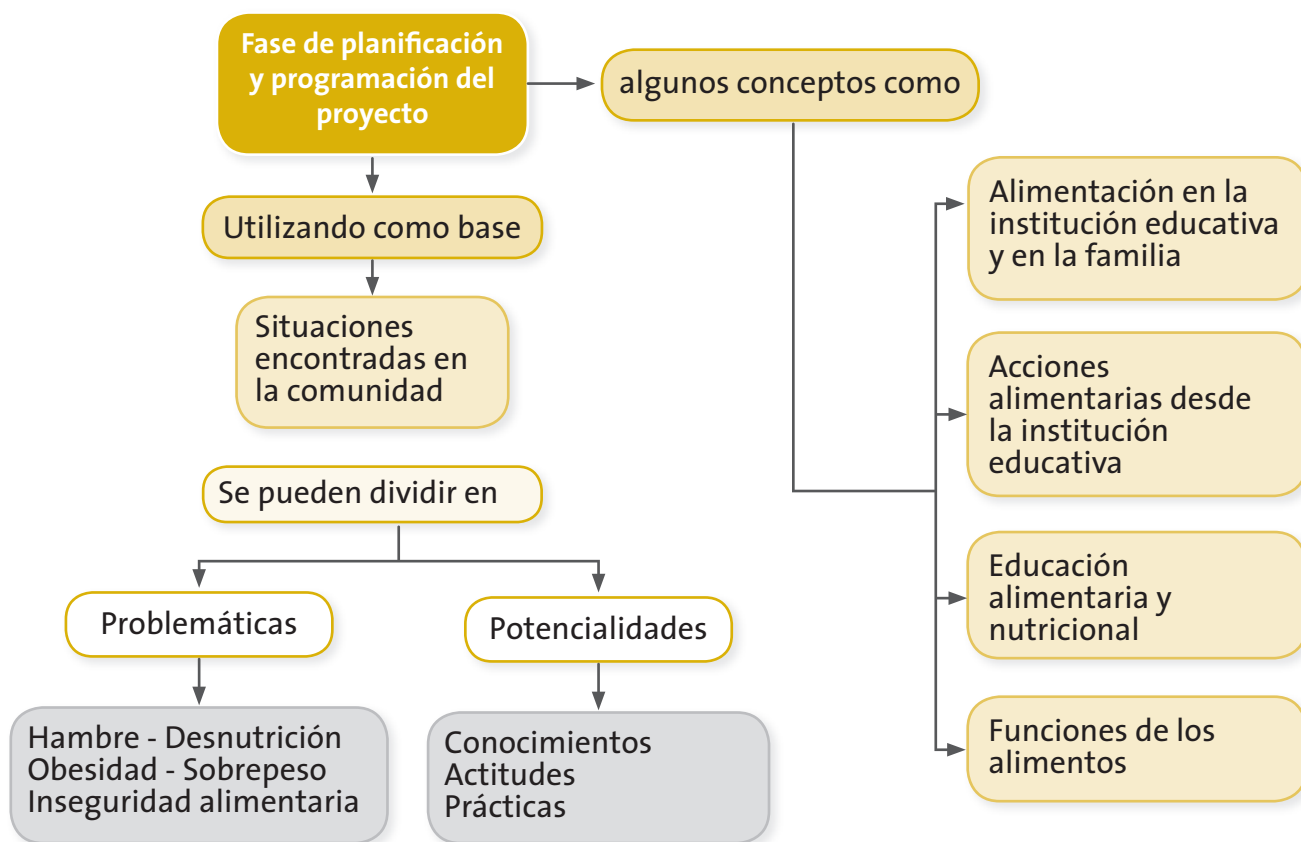 Fase de planificación
y programación del
proyecto
algunos conceptos como
Utilizando como base
Situaciones
encontradas en
la comunidad
Se pueden dividir en
Problemáticas
Potencialidades
Hambre - Desnutrición
Obesidad - Sobrepeso
Inseguridad alimentaria
Conocimientos
Actitudes
Prácticas
Alimentación en la
institución educativa
y en la familia
Acciones
alimentarias desde
la institución
educativa
Educación
alimentaria y
nutricional
Funciones de los
alimentos